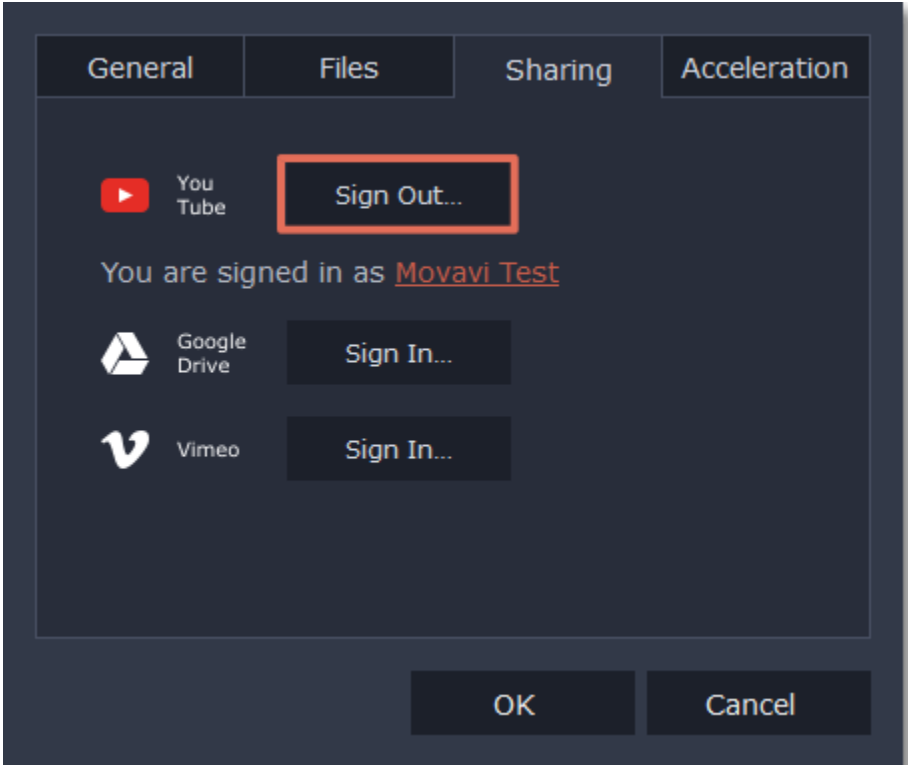 General Files Sharing Acceleration
You
Tube
Sign Out...
You are signed in as Movavi Test
Google
Drive
Sign In...
Vimeo
Sign In...
OK Cancel